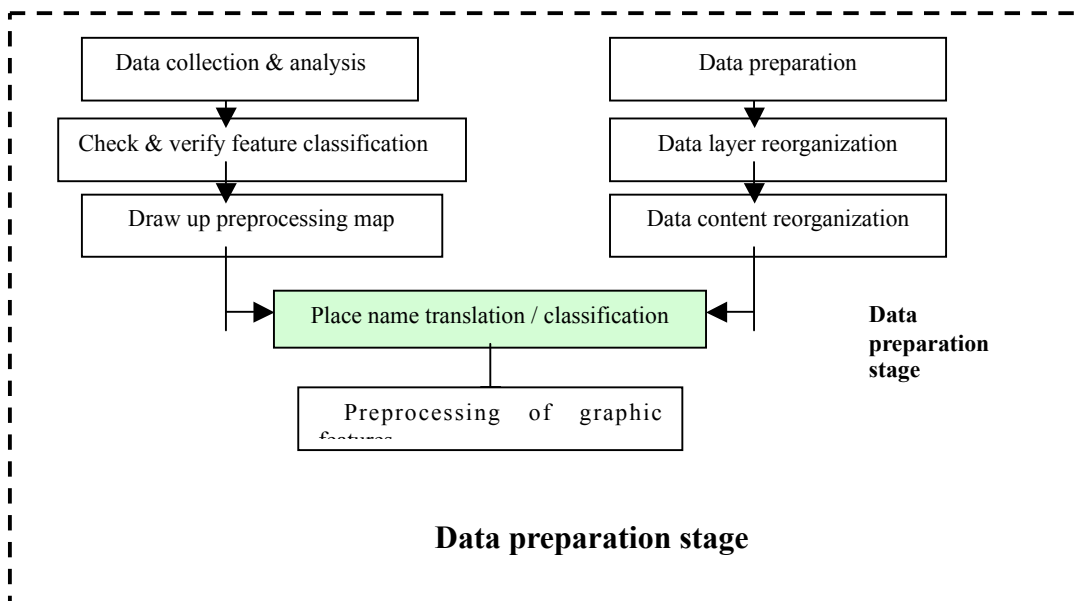 Data collection & analysis
Check & verify feature classification
Draw up preprocessing map
Data preparation
Data layer reorganization
Data content reorganization
Place name translation / classification
Preprocessing of graphic
features
Data
preparation
stage
Data preparation stage